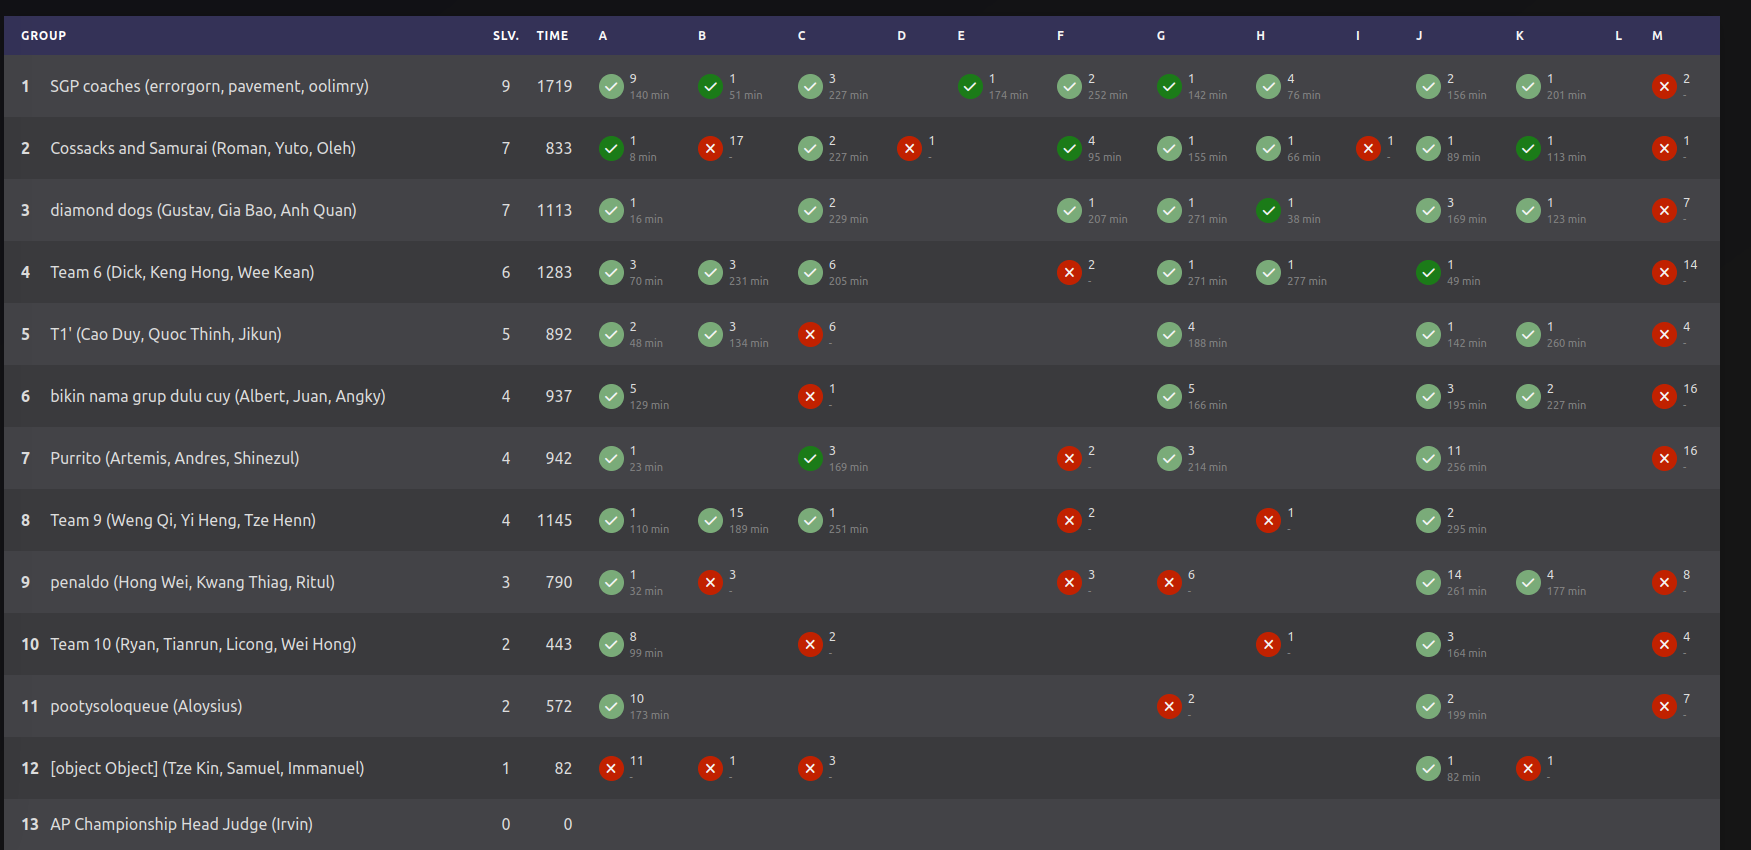 GROUP SLV. TIME A B C D E F G H I J K L M
1 SGP coaches (errorgorn, pavement, oolimry) 9 1719 9 1 3 1 2 1 4 2 1 2
140 min 51 min 227 min 174 min 252 min 142 min 76 min 156 min 201 min -
2 Cossacks and Samurai (Roman, Yuto, Oleh) 7 833 1 17 2 1 4 1 1 1 1 1 1
8 min - 227 min - 95 min 155 min 66 min - 89 min 113 min -
3 diamond dogs (Gustav, Gia Bao, Anh Quan) 7 1113 1 2 1 1 1 3 1 7
16 min 229 min 207 min 271 min 38 min 169 min 123 min -
4 Team 6 (Dick, Keng Hong, Wee Kean) 6 1283 3 3 6 2 1 1 1 14
70 min 231 min 205 min - 271 min 277 min 49 min -
5 T1' (Cao Duy, Quoc Thinh, Jikun) 5 892 2 3 6 4 1 1 4
48 min 134 min - 188 min 142 min 260 min -
6 bikin nama grup dulu cuy (Albert, Juan, Angky) 4 937 5 1 5 3 2 16
129 min - 166 min 195 min 227 min -
7 Purrito (Artemis, Andres, Shinezul) 4 942 1 3 2 3 11 16
23 min 169 min - 214 min 256 min -
8 Team 9 (Weng Qi, Yi Heng, Tze Henn) 4 1145 1 15 1 2 1 2
110 min 189 min 251 min - - 295 min
9 penaldo (Hong Wei, Kwang Thiag, Ritul) 3 790 1 3 3 6 14 4 8
32 min - - - 261 min 177 min -
10 Team 10 (Ryan, Tianrun, Licong, Wei Hong) 2 443 8 2 1 3 4
99 min - - 164 min -
11 pootysoloqueue (Aloysius) 2 572 10 2 2 7
173 min - 199 min -
12 [object Object] (Tze Kin, Samuel, Immanuel) 1 82 11 1 3 1 1
- - - 82 min -
13 AP Championship Head Judge (Irvin) 0 0